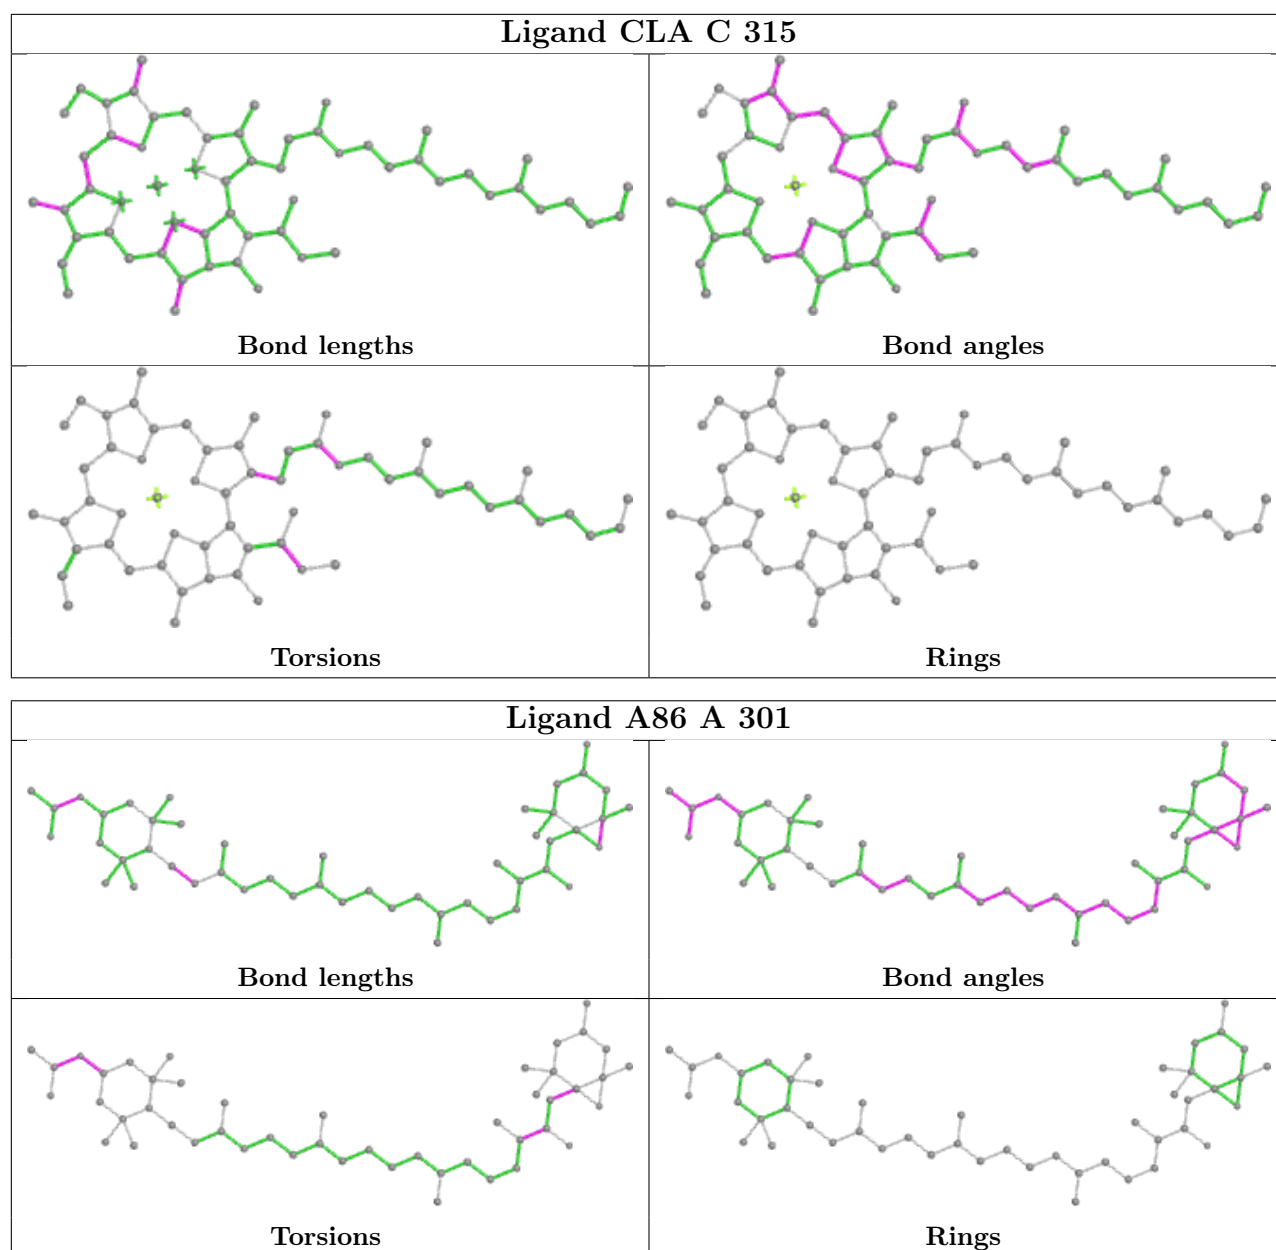 Ligand CLA C 315
Bond lengths
Bond angles
Torsions
Rings
Ligand A86 A 301
Bond lengths
Bond angles
Torsions
Rings